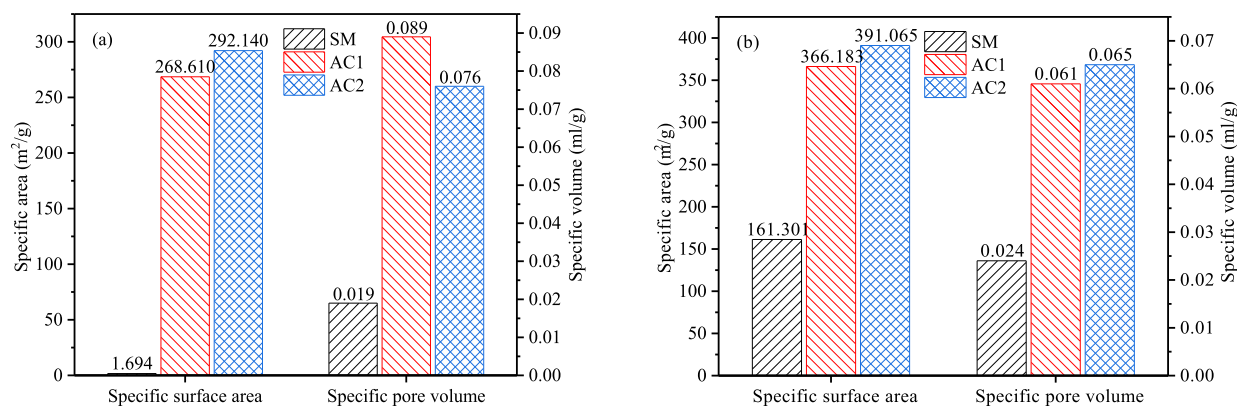 (a)
SM
AC1
AC2
1.694
268.610
292.140
0.019
0.089
0.076
0
50
100
150
200
250
300
Specific area (m²/g)
0.00
0.01
0.02
0.03
0.04
0.05
0.06
0.07
0.08
0.09
Specific volume (ml/g)
Specific surface area
Specific pore volume
(b)
SM
AC1
AC2
161.301
366.183
391.065
0.024
0.061
0.065
0
50
100
150
200
250
300
350
400
Specific area (m²/g)
0.00
0.01
0.02
0.03
0.04
0.05
0.06
0.07
Specific volume (ml/g)
Specific surface area
Specific pore volume